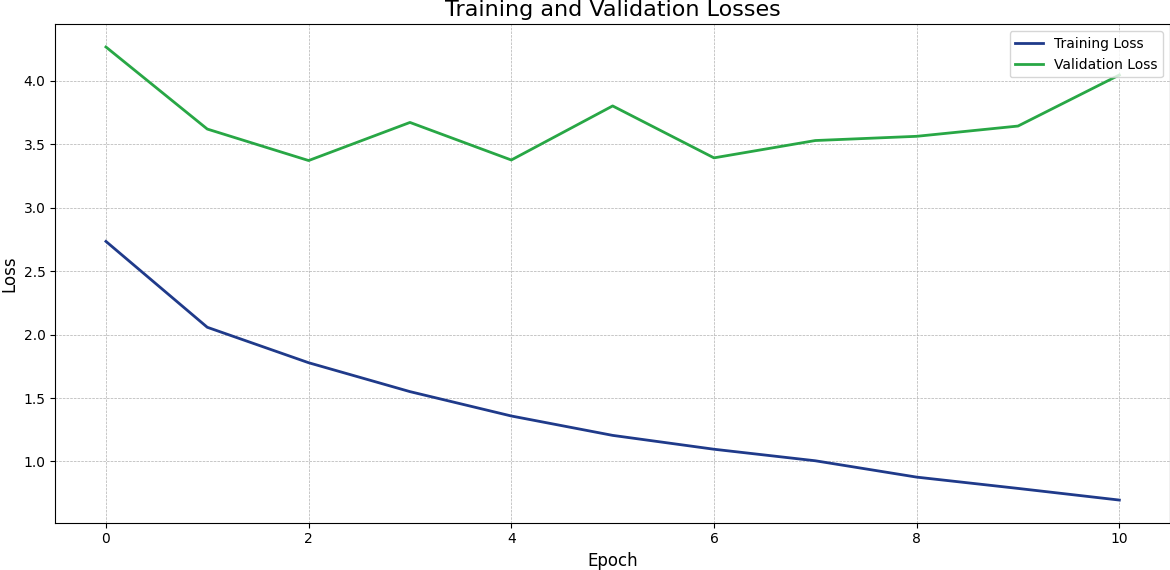 Training and Validation Losses
Training Loss
Validation Loss
4.0
3.5
3.0
2.5
2.0
1.5
1.0
Loss
0 2 4 6 8 10
Epoch